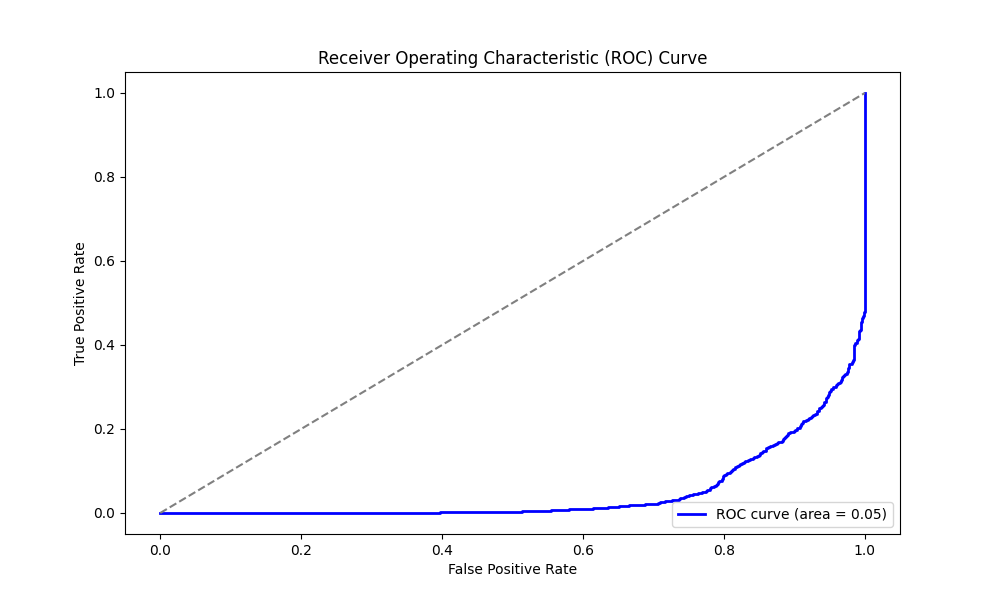 Receiver Operating Characteristic (ROC) Curve
1.0
0.8
0.6
0.4
0.2
0.0
True Positive Rate
ROC curve (area = 0.05)
0.0 0.2 0.4 0.6 0.8 1.0
False Positive Rate